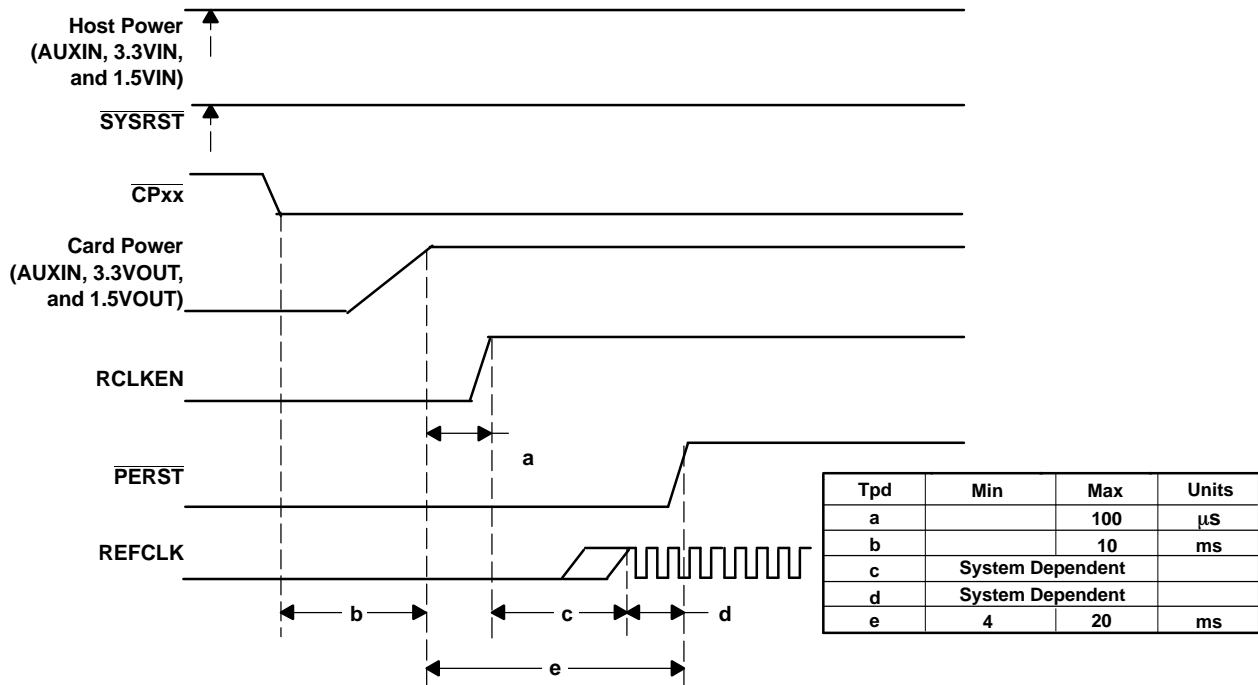 Host Power
(AUXIN, 3.3VIN,
and 1.5VIN)
SYSRST
CPxx
Card Power
(AUXIN, 3.3VOUT,
and 1.5VOUT)
RCLKEN
a
PERST
REFCLK
b
c
d
e
Tpd Min Max Units
a 100 μs
b 10 ms
c System Dependent
d System Dependent
e 4 20 ms